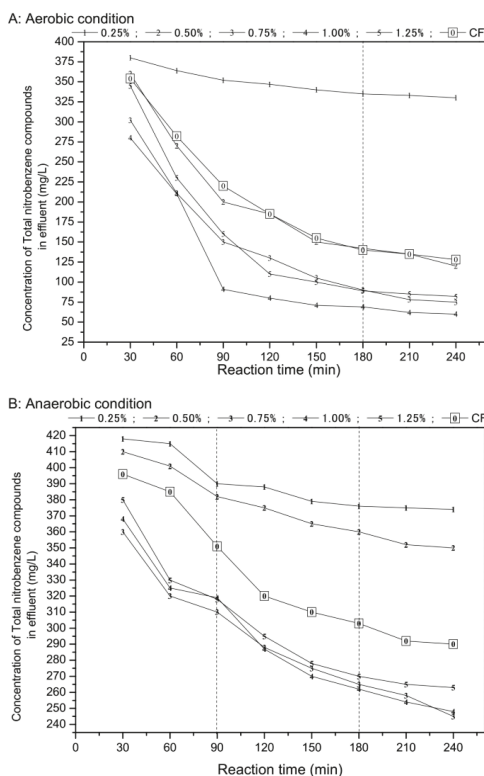 A: Aerobic condition
1 0.25% ; 2 0.50% ; 3 0.75% ; 4 1.00% ; 5 1.25% ; 0 CF
Concentration of Total nitrobenzene compounds
in effluent (mg/L)
400
375
350
325
300
275
250
225
200
175
150
125
100
75
50
25
0 30 60 90 120 150 180 210 240
Reaction time (min)
B: Anaerobic condition
1 0.25% ; 2 0.50% ; 3 0.75% ; 4 1.00% ; 5 1.25% ; 0 CF
Concentration of Total nitrobenzene compounds
in effluent (mg/L)
420
410
400
390
380
370
360
350
340
330
320
310
300
290
280
270
260
250
240
0 30 60 90 120 150 180 210 240
Reaction time (min)